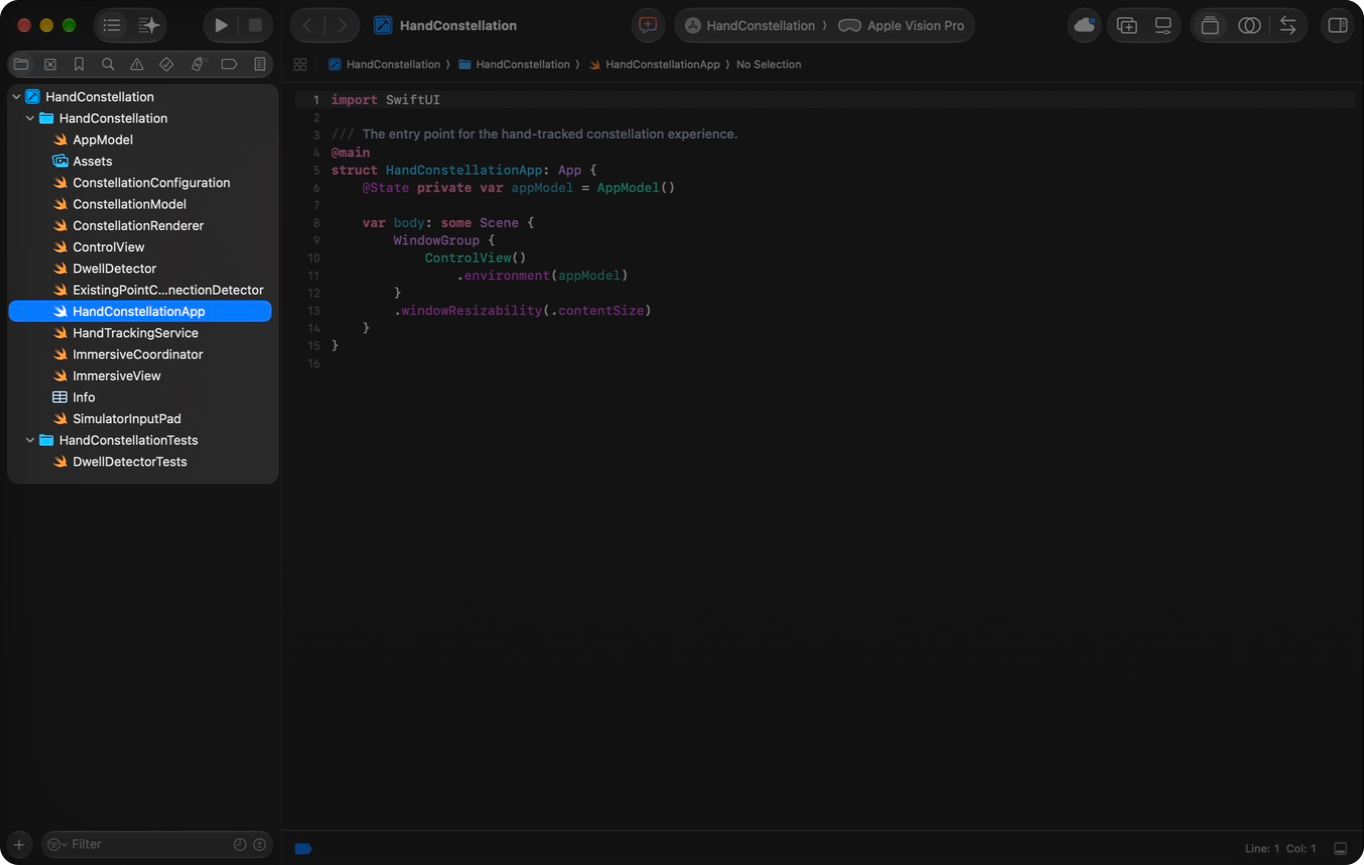 HandConstellation
HandConstellation 〉 Apple Vision Pro
HandConstellation 〉 HandConstellation 〉 HandConstellationApp 〉 No Selection
HandConstellation
HandConstellation
AppModel
Assets
ConstellationConfiguration
ConstellationModel
ConstellationRenderer
ControlView
DwellDetector
ExistingPointC...nectionDetector
HandConstellationApp
HandTrackingService
ImmersiveCoordinator
ImmersiveView
Info
SimulatorInputPad
HandConstellationTests
DwellDetectorTests
1 import SwiftUI
2
3 /// The entry point for the hand-tracked constellation experience.
4 @main
5 struct HandConstellationApp: App {
6     @State private var appModel = AppModel()
7
8     var body: some Scene {
9         WindowGroup {
10             ControlView()
11                 .environment(appModel)
12         }
13         .windowResizability(.contentSize)
14     }
15 }
16
Filter
Line: 1 Col: 1